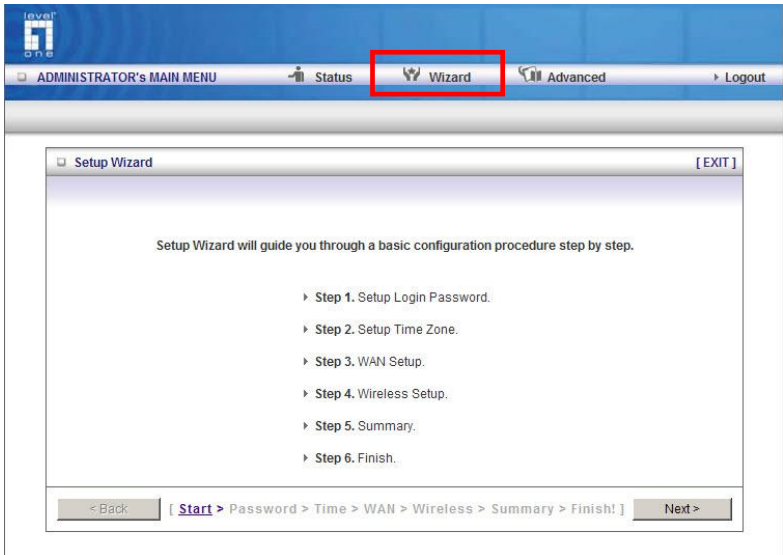 level
one
ADMINISTRATOR's MAIN MENU Status Wizard Advanced Logout
Setup Wizard [ EXIT ]
Setup Wizard will guide you through a basic configuration procedure step by step.
Step 1. Setup Login Password.
Step 2. Setup Time Zone.
Step 3. WAN Setup.
Step 4. Wireless Setup.
Step 5. Summary.
Step 6. Finish.
< Back [ Start > Password > Time > WAN > Wireless > Summary > Finish! ] Next >